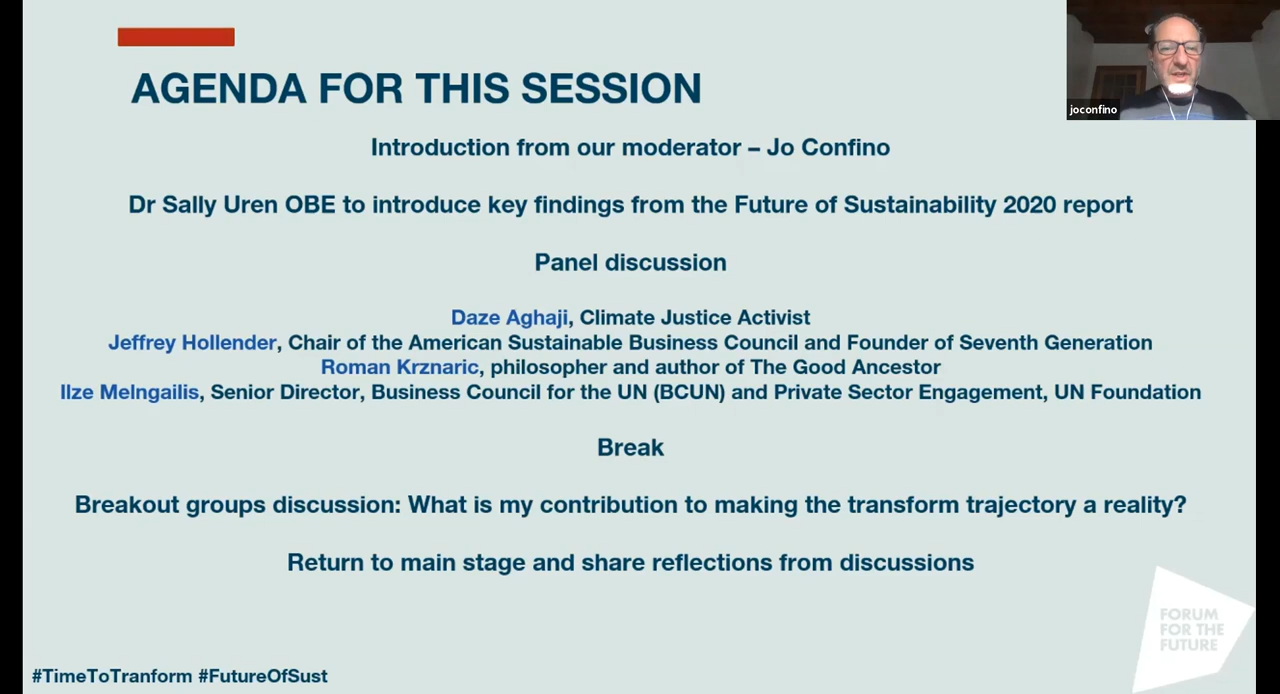 AGENDA FOR THIS SESSION
joconfino
Introduction from our moderator – Jo Confino
Dr Sally Uren OBE to introduce key findings from the Future of Sustainability 2020 report
Panel discussion
Daze Aghaji, Climate Justice Activist
Jeffrey Hollender, Chair of the American Sustainable Business Council and Founder of Seventh Generation
Roman Krznaric, philosopher and author of The Good Ancestor
Ilze Melngailis, Senior Director, Business Council for the UN (BCUN) and Private Sector Engagement, UN Foundation
Break
Breakout groups discussion: What is my contribution to making the transform trajectory a reality?
Return to main stage and share reflections from discussions
FORUM
FOR THE
FUTURE
#TimeToTranform #FutureOfSust